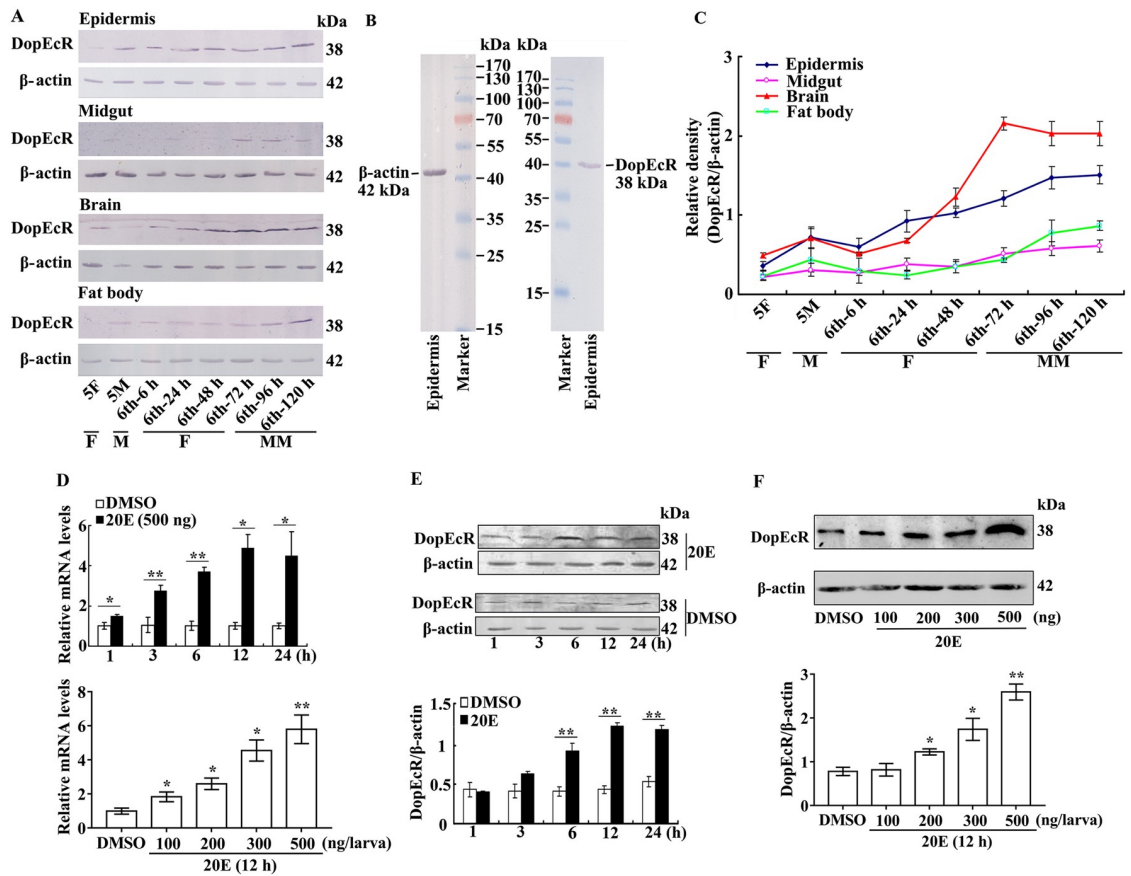 A
Epidermis
kDa
DopEcR
38
β-actin
42
Midgut
DopEcR
38
β-actin
42
Brain
DopEcR
38
β-actin
42
Fat body
DopEcR
38
β-actin
42
5F 5M 6th-6 h 6th-24 h 6th-48 h 6th-72 h 6th-96 h 6th-120 h
F M F MM
B
kDa kDa
170
130
100
70
55
40
35
25
15
170
130
100
70
55
40
35
25
15
β-actin
42 kDa
DopEcR
38 kDa
Epidermis
Marker
Marker
Epidermis
C
Relative density
(DopEcR/β-actin)
3
2
1
0
Epidermis
Midgut
Brain
Fat body
5F 5M 6th-6 h 6th-24 h 6th-48 h 6th-72 h 6th-96 h 6th-120 h
F M F MM
D
Relative mRNA levels
DMSO
20E (500 ng)
6
4
2
0
* ** ** * *
1 3 6 12 24 (h)
Relative mRNA levels
8
6
4
2
0
* * * **
DMSO 100 200 300 500 (ng/larva)
20E (12 h)
E
kDa
DopEcR 38
β-actin 42
20E
DopEcR 38
β-actin 42
DMSO
1 3 6 12 24 (h)
DopEcR/β-actin
DMSO
20E
1.5
1
0.5
0
** ** **
1 3 6 12 24 (h)
F
kDa
DopEcR
38
β-actin
42
DMSO 100 200 300 500 (ng)
20E
DopEcR/β-actin
3
2
1
0
* * **
DMSO 100 200 300 500 (ng/larva)
20E (12 h)